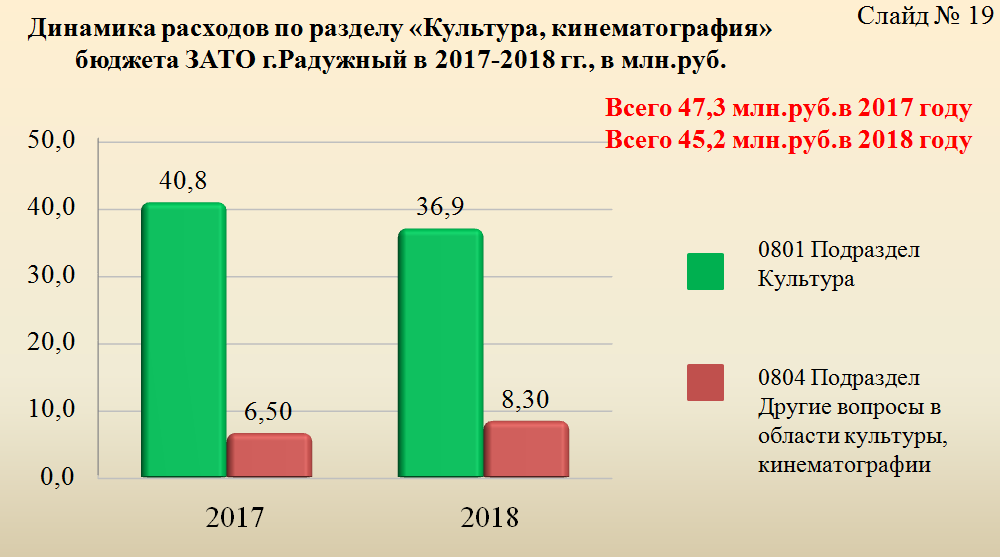 Слайд № 19
Динамика расходов по разделу «Культура, кинематография»
бюджета ЗАТО г.Радужный в 2017-2018 гг., в млн.руб.
Всего 47,3 млн.руб.в 2017 году
Всего 45,2 млн.руб.в 2018 году
50,0
40,0
30,0
20,0
10,0
0,0
40,8
6,50
36,9
8,30
2017
2018
0801 Подраздел
Культура
0804 Подраздел
Другие вопросы в
области культуры,
кинематографии